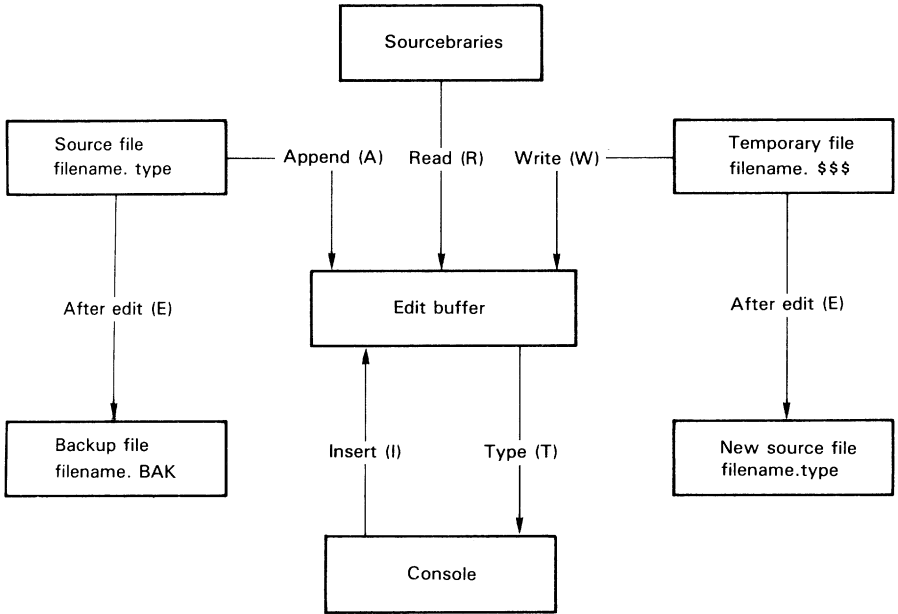 Sourcebraries
Source file
filename. type
Append (A)
Read (R)
Write (W)
Temporary file
filename. $$$
After edit (E)
Edit buffer
After edit (E)
Backup file
filename. BAK
Insert (I)
Type (T)
New source file
filename.type
Console